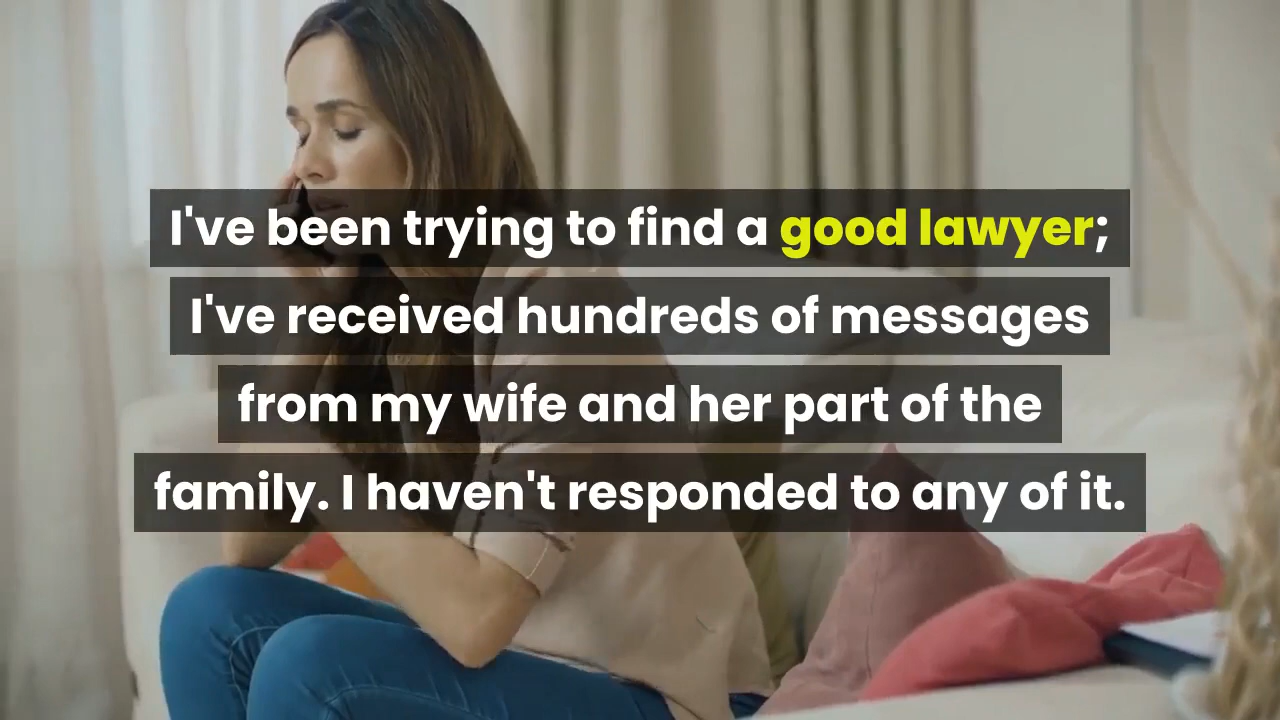 I've been trying to find a good lawyer;
I've received hundreds of messages
from my wife and her part of the
family. I haven't responded to any of it.